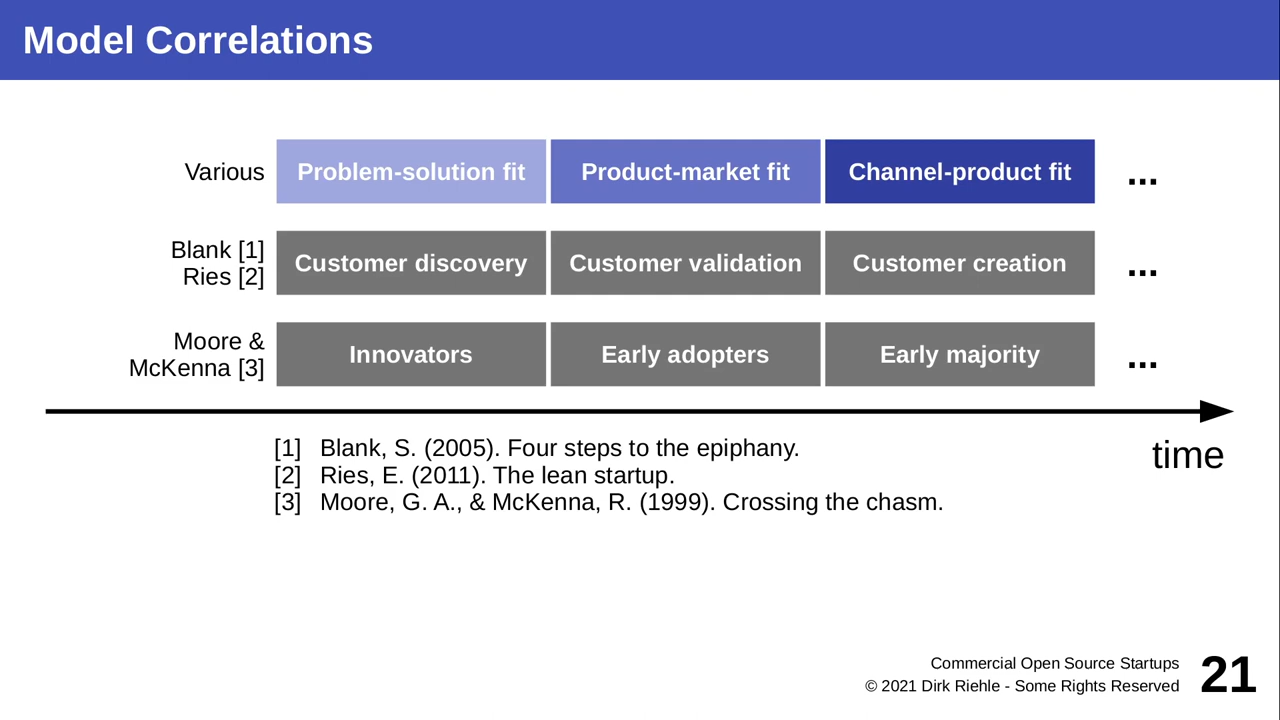 Model Correlations
Various
Problem-solution fit
Product-market fit
Channel-product fit
...
Blank [1]
Ries [2]
Customer discovery
Customer validation
Customer creation
...
Moore &
McKenna [3]
Innovators
Early adopters
Early majority
...
time
[1] Blank, S. (2005). Four steps to the epiphany.
[2] Ries, E. (2011). The lean startup.
[3] Moore, G. A., & McKenna, R. (1999). Crossing the chasm.
Commercial Open Source Startups
© 2021 Dirk Riehle - Some Rights Reserved
21